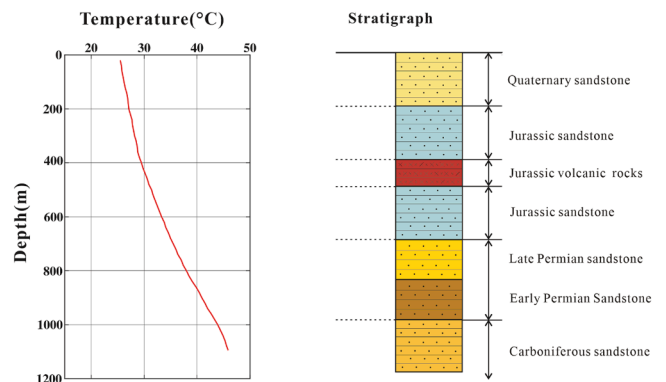 Temperature(°C)
Stratigraph
0
20
30
40
50
200
400
600
800
1000
1200
Depth(m)
Quaternary sandstone
Jurassic sandstone
Jurassic volcanic rocks
Jurassic sandstone
Late Permian sandstone
Early Permian Sandstone
Carboniferous sandstone